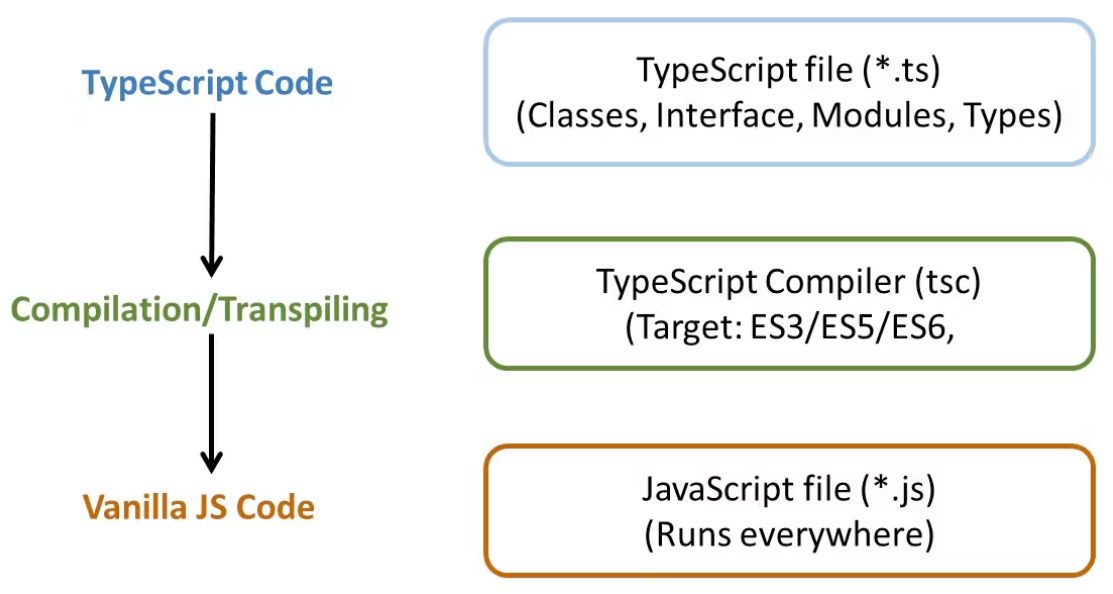 TypeScript Code
TypeScript file (*.ts)
(Classes, Interface, Modules, Types)
Compilation/Transpiling
TypeScript Compiler (tsc)
(Target: ES3/ES5/ES6,
Vanilla JS Code
JavaScript file (*.js)
(Runs everywhere)